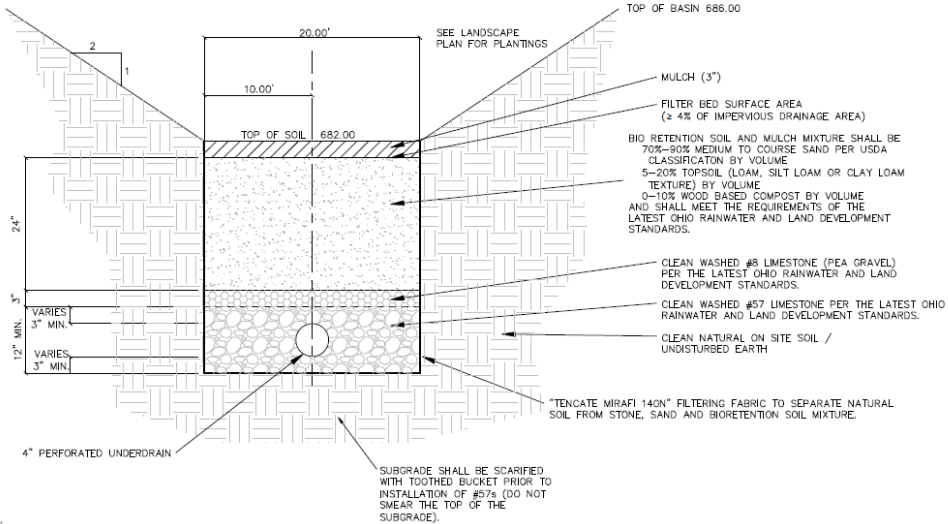 TOP OF BASIN 686.00
20.00'
SEE LANDSCAPE
PLAN FOR PLANTINGS
2
1
10.00'
MULCH (3")
FILTER BED SURFACE AREA
(≥ 4% OF IMPERVIOUS DRAINAGE AREA)
TOP OF SOIL 682.00
BIO RETENTION SOIL AND MULCH MIXTURE SHALL BE
70%-90% MEDIUM TO COURSE SAND PER USDA
CLASSIFICATON BY VOLUME
5-20% TOPSOIL (LOAM, SILT LOAM OR CLAY LOAM
TEXTURE) BY VOLUME
0-10% WOOD BASED COMPOST BY VOLUME
AND SHALL MEET THE REQUIREMENTS OF THE
LATEST OHIO RAINWATER AND LAND DEVELOPMENT
STANDARDS.
24"
CLEAN WASHED #8 LIMESTONE (PEA GRAVEL)
PER THE LATEST OHIO RAINWATER AND LAND
DEVELOPMENT STANDARDS.
3"
CLEAN WASHED #57 LIMESTONE PER THE LATEST OHIO
RAINWATER AND LAND DEVELOPMENT STANDARDS.
VARIES
3" MIN.
12" MIN.
CLEAN NATURAL ON SITE SOIL /
UNDISTURBED EARTH
VARIES
3" MIN.
"TENCATE MIRAFI 140N" FILTERING FABRIC TO SEPARATE NATURAL
SOIL FROM STONE, SAND AND BIORETENTION SOIL MIXTURE.
4" PERFORATED UNDERDRAIN
SUBGRADE SHALL BE SCARIFIED
WITH TOOTHED BUCKET PRIOR TO
INSTALLATION OF #57s (DO NOT
SMEAR THE TOP OF THE
SUBGRADE).